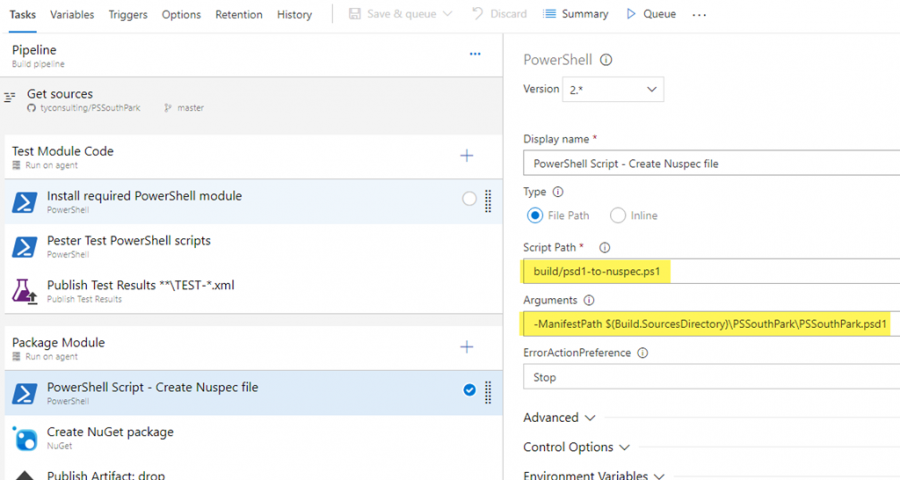 Tasks Variables Triggers Options Retention History Save & queue Discard Summary Queue ...
Pipeline
Build pipeline
...
Get sources
tyconsulting/PSSouthPark master
Test Module Code
Run on agent
Install required PowerShell module
PowerShell
Pester Test PowerShell scripts
PowerShell
Publish Test Results **\TEST-*.xml
Publish Test Results
Package Module
Run on agent
PowerShell Script - Create Nuspec file
PowerShell
Create NuGet package
NuGet
Publish Artifact: drop
PowerShell
Version 2.*
Display name *
PowerShell Script - Create Nuspec file
Type
File Path Inline
Script Path *
build/psd1-to-nuspec.ps1
Arguments
-ManifestPath $(Build.SourcesDirectory)\PSSouthPark\PSSouthPark.psd1
ErrorActionPreference
Stop
Advanced
Control Options
Environment Variables